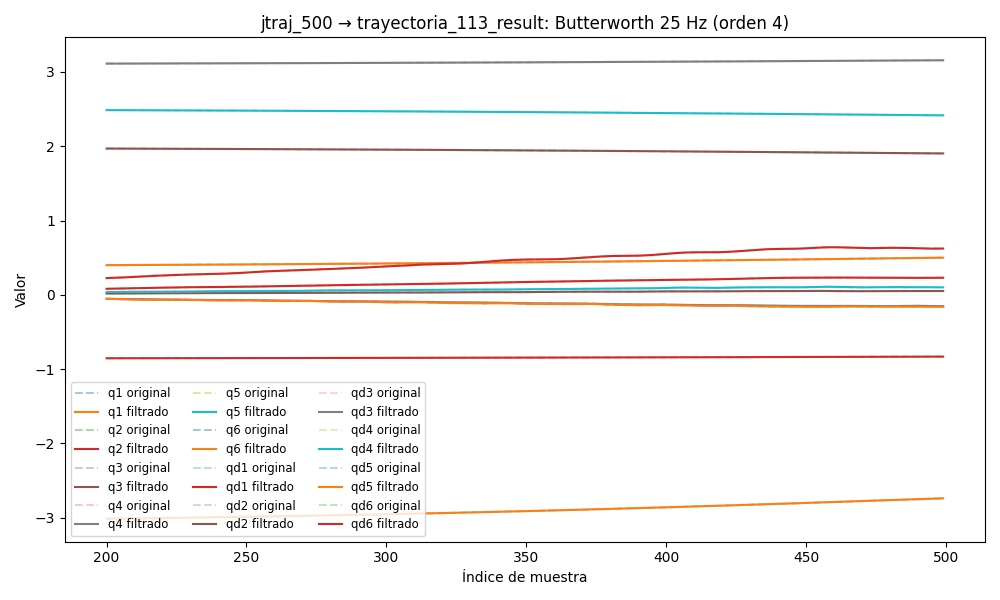 jtraj_500 → trayectoria_113_result: Butterworth 25 Hz (orden 4)
Valor
3
2
1
0
−1
−2
−3
q1 original
q1 filtrado
q2 original
q2 filtrado
q3 original
q3 filtrado
q4 original
q4 filtrado
q5 original
q5 filtrado
q6 original
q6 filtrado
qd1 original
qd1 filtrado
qd2 original
qd2 filtrado
qd3 original
qd3 filtrado
qd4 original
qd4 filtrado
qd5 original
qd5 filtrado
qd6 original
qd6 filtrado
200 250 300 350 400 450 500
Índice de muestra